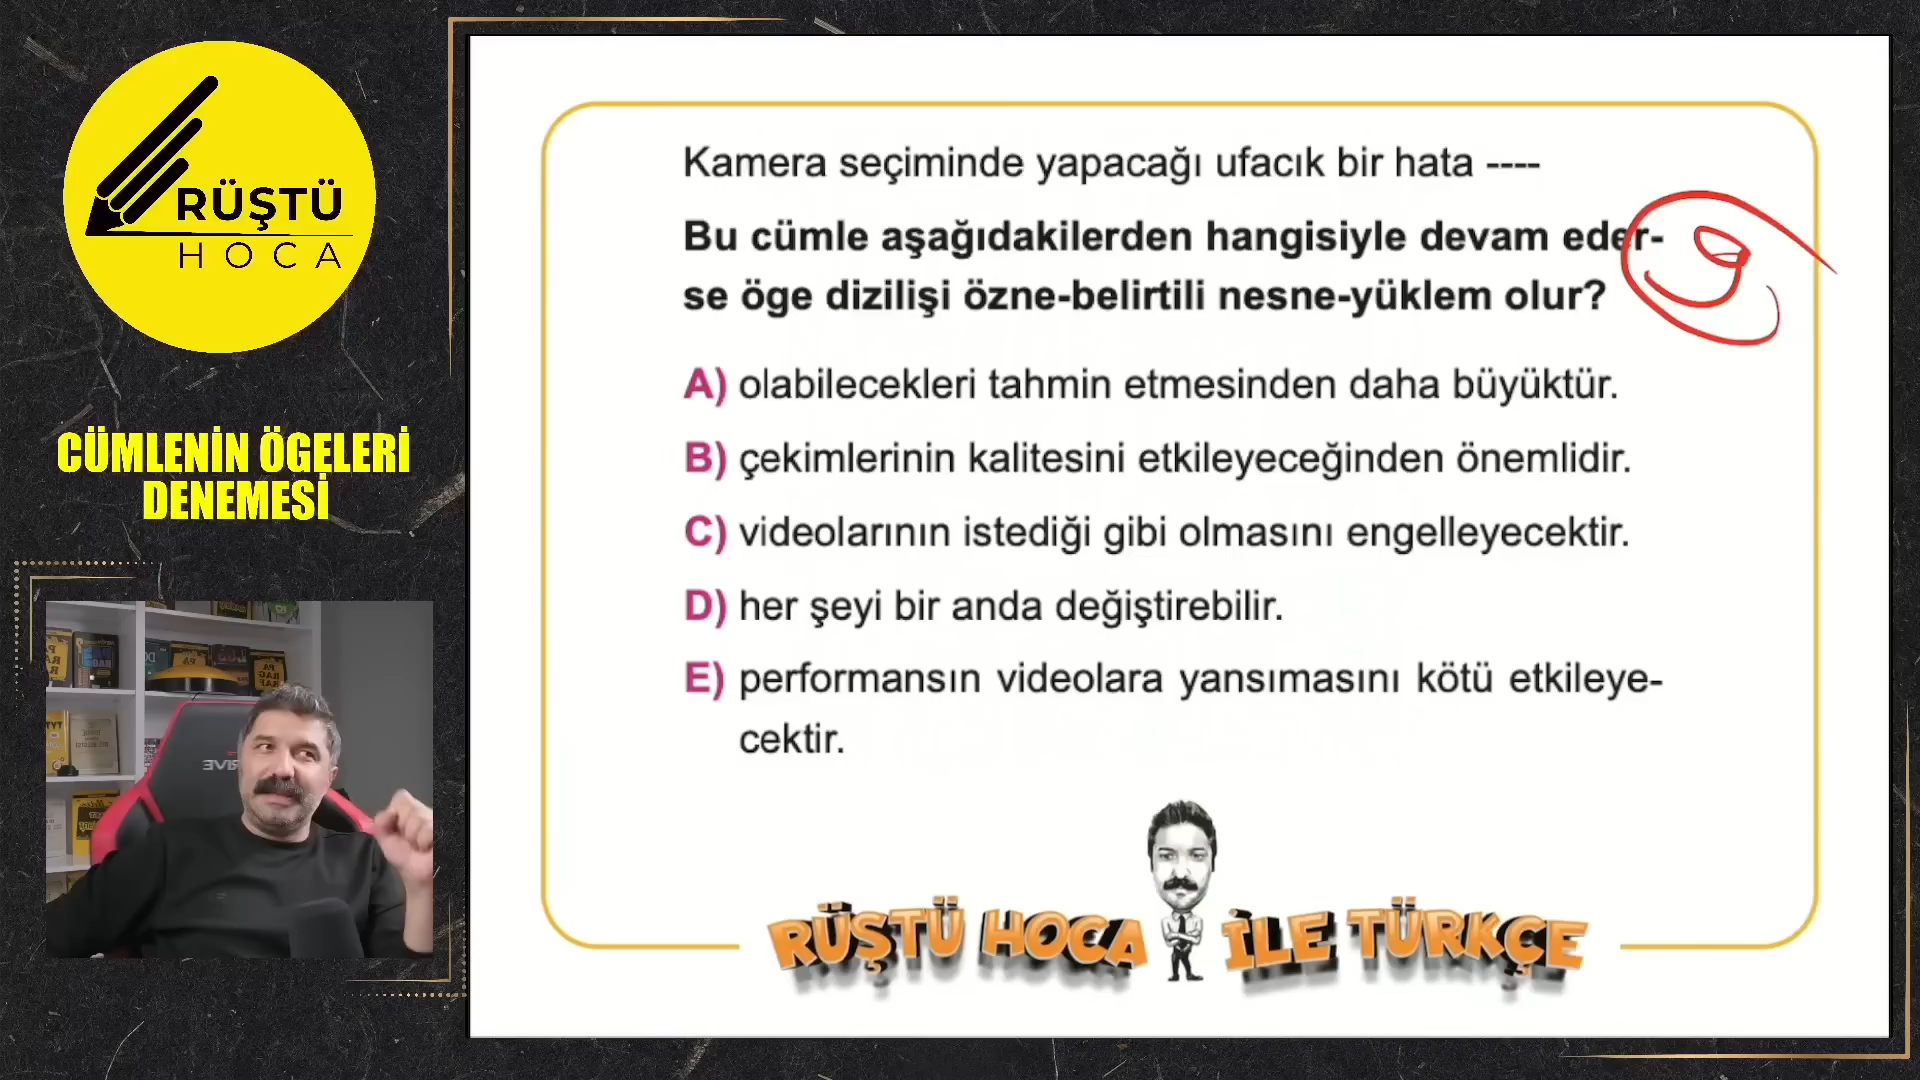 RÜŞTÜ
HOCA
CÜMLENİN ÖGELERİ
DENEMESİ
Kamera seçiminde yapacağı ufacık bir hata ----
Bu cümle aşağıdakilerden hangisiyle devam eder-
se öge dizilişi özne-belirtili nesne-yüklem olur?
A) olabilecekleri tahmin etmesinden daha büyüktür.
B) çekimlerinin kalitesini etkileyeceğinden önemlidir.
C) videolarının istediği gibi olmasını engelleyecektir.
D) her şeyi bir anda değiştirebilir.
E) performansın videolara yansımasını kötü etkileye-
cektir.
RÜŞTÜ HOCA İLE TÜRKÇE